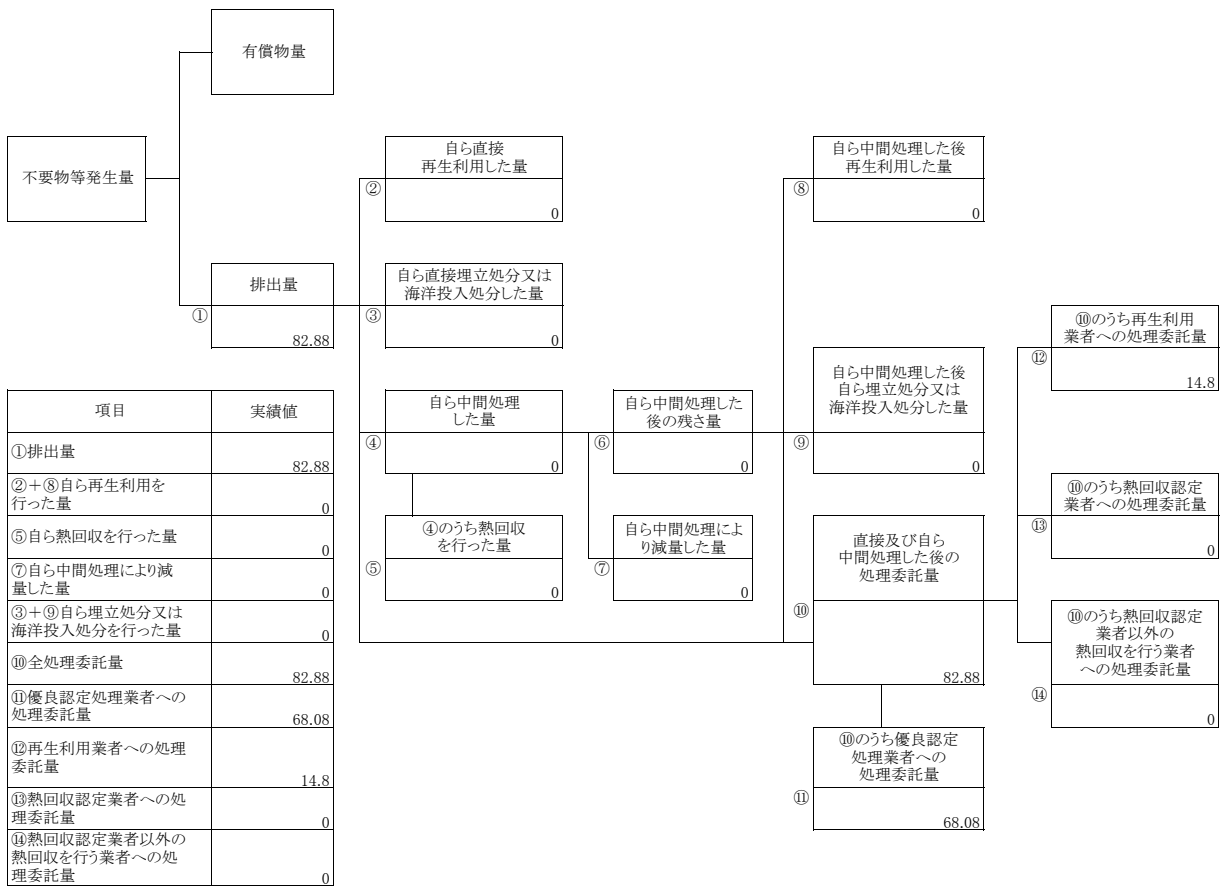 有償物量
不要物等発生量
排出量
①
82.88
自ら直接
再生利用した量
②
0
自ら直接埋立処分又は
海洋投入処分した量
③
0
自ら中間処理
した量
④
0
④のうち熱回収
を行った量
⑤
0
自ら中間処理した
後の残さ量
⑥
0
自ら中間処理によ
り減量した量
⑦
0
自ら中間処理した後
再生利用した量
⑧
0
自ら中間処理した後
自ら埋立処分又は
海洋投入処分した量
⑨
0
直接及び自ら
中間処理した後の
処理委託量
⑩
82.88
⑩のうち優良認定
処理業者への
処理委託量
⑪
68.08
⑩のうち再生利用
業者への処理委託量
⑫
14.8
⑩のうち熱回収認定
業者への処理委託量
⑬
0
⑩のうち熱回収認定
業者以外の
熱回収を行う業者
への処理委託量
⑭
0
項目 実績値
①排出量
82.88
②+⑧自ら再生利用を
行った量
0
⑤自ら熱回収を行った量
0
⑦自ら中間処理により減
量した量
0
③+⑨自ら埋立処分又は
海洋投入処分を行った量
0
⑩全処理委託量
82.88
⑪優良認定処理業者への
処理委託量
68.08
⑫再生利用業者への処理
委託量
14.8
⑬熱回収認定業者への処
理委託量
0
⑭熱回収認定業者以外の
熱回収を行う業者への処
理委託量
0